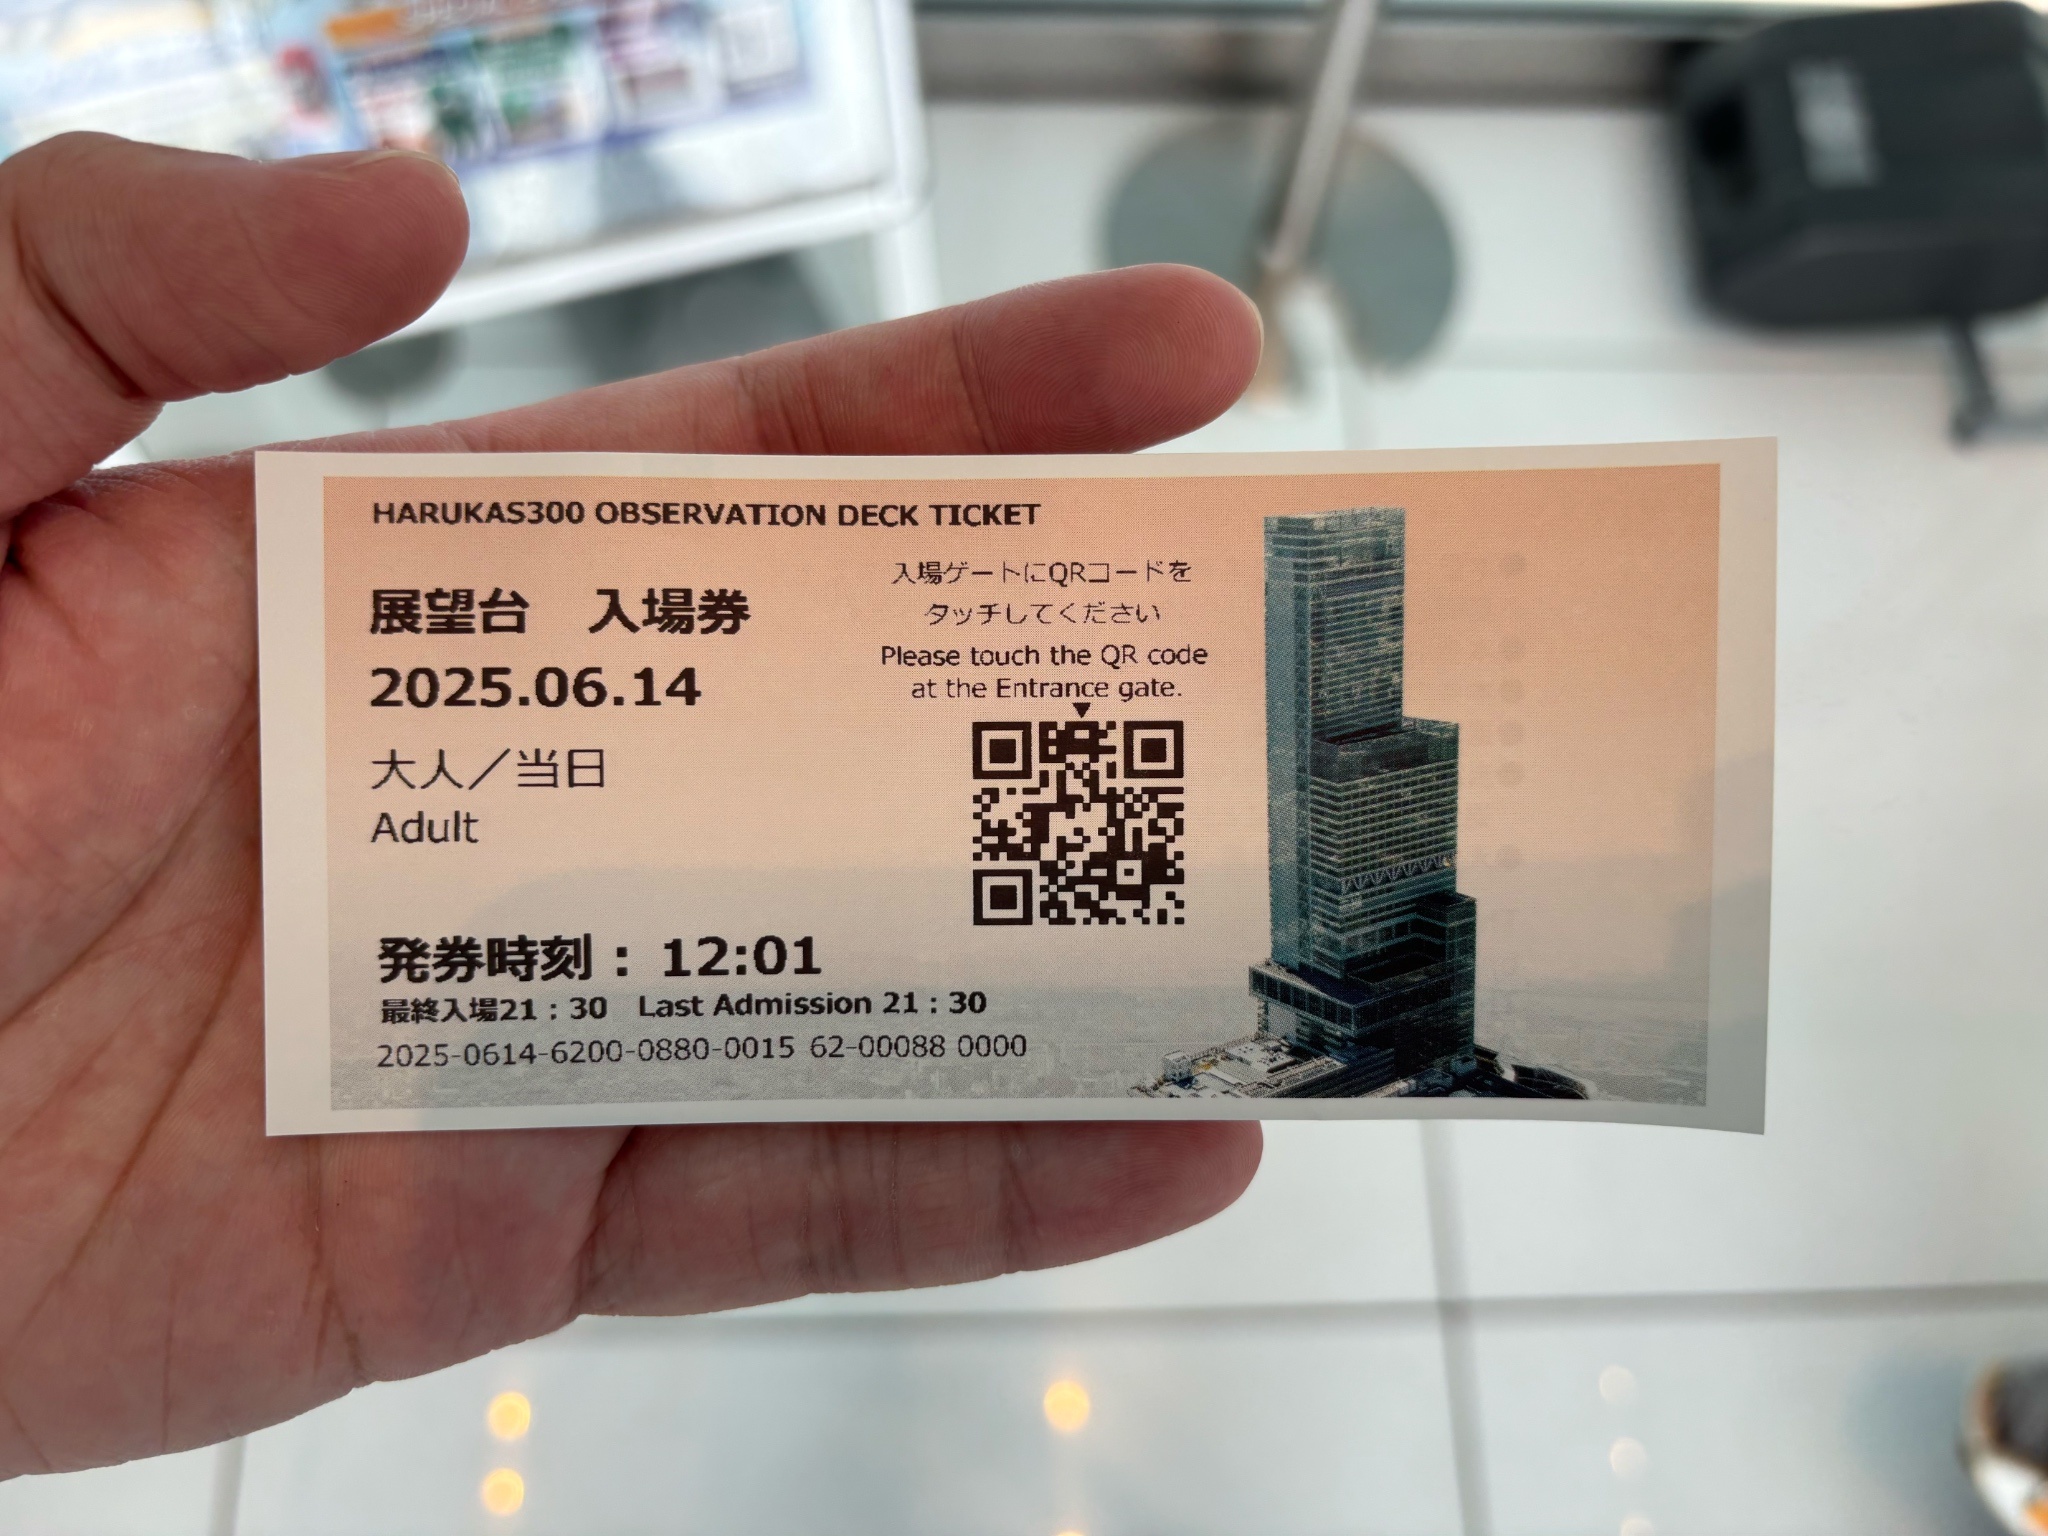 HARUKAS300 OBSERVATION DECK TICKET
展望台　入場券
2025.06.14
大人／当日
Adult
入場ゲートにQRコードを
タッチしてください
Please touch the QR code
at the Entrance gate.
▼
発券時刻： 12:01
最終入場21：30　Last Admission 21：30
2025-0614-6200-0880-0015 62-00088 0000